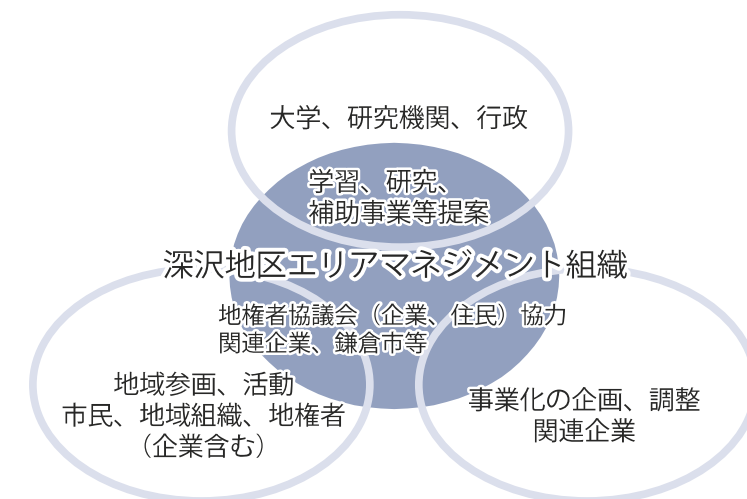 大学、研究機関、行政
学習、研究、
補助事業等提案
深沢地区エリアマネジメント組織
地権者協議会（企業、住民）協力
関連企業、鎌倉市等
地域参画、活動
市民、地域組織、地権者
（企業含む）
事業化の企画、調整
関連企業